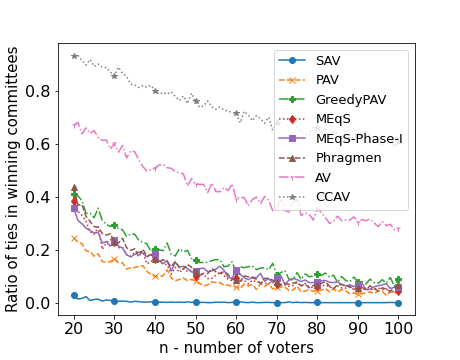 Ratio of ties in winning committees
0.8
0.6
0.4
0.2
0.0
SAV
PAV
GreedyPAV
MEqS
MEqS-Phase-I
Phragmen
AV
CCAV
20 30 40 50 60 70 80 90 100
n - number of voters